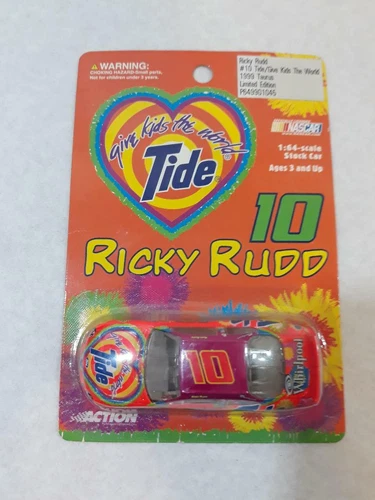 WARNING:
CHOKING HAZARD-Small parts.
Not for children under 3 years.
Ricky Rudd
#10 Tide/Give Kids The World
1999 Taurus
Limited Edition
P649901045
give kids the world
Tide
NASCAR
1:64-scale
Stock Car
Ages 3 and Up
10
RICKY RUDD
Tide
10
Whirlpool
ACTION